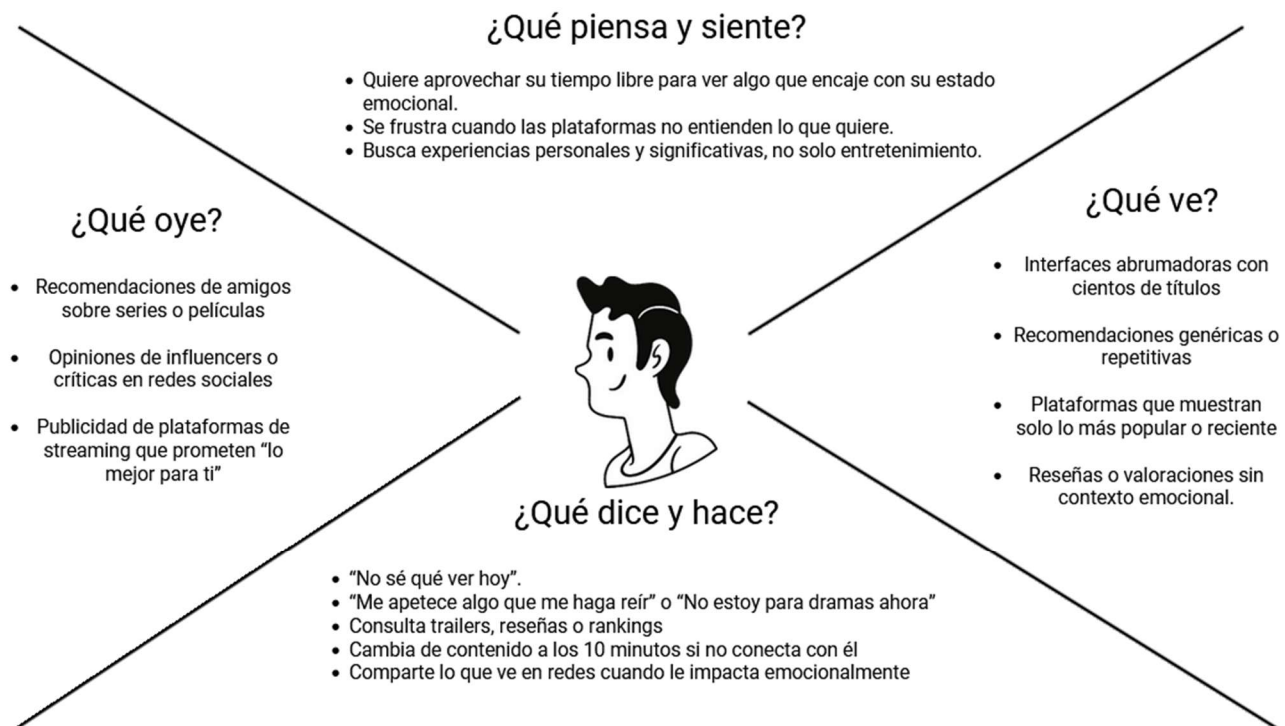 ¿Qué piensa y siente?
• Quiere aprovechar su tiempo libre para ver algo que encaje con su estado
emocional.
• Se frustra cuando las plataformas no entienden lo que quiere.
• Busca experiencias personales y significativas, no solo entretenimiento.
¿Qué oye?
• Recomendaciones de amigos
sobre series o películas
• Opiniones de influencers o
críticas en redes sociales
• Publicidad de plataformas de
streaming que prometen “lo
mejor para ti”
¿Qué ve?
• Interfaces abrumadoras con
cientos de títulos
• Recomendaciones genéricas o
repetitivas
• Plataformas que muestran
solo lo más popular o reciente
• Reseñas o valoraciones sin
contexto emocional.
¿Qué dice y hace?
• “No sé qué ver hoy”.
• “Me apetece algo que me haga reír” o “No estoy para dramas ahora”
• Consulta trailers, reseñas o rankings
• Cambia de contenido a los 10 minutos si no conecta con él
• Comparte lo que ve en redes cuando le impacta emocionalmente